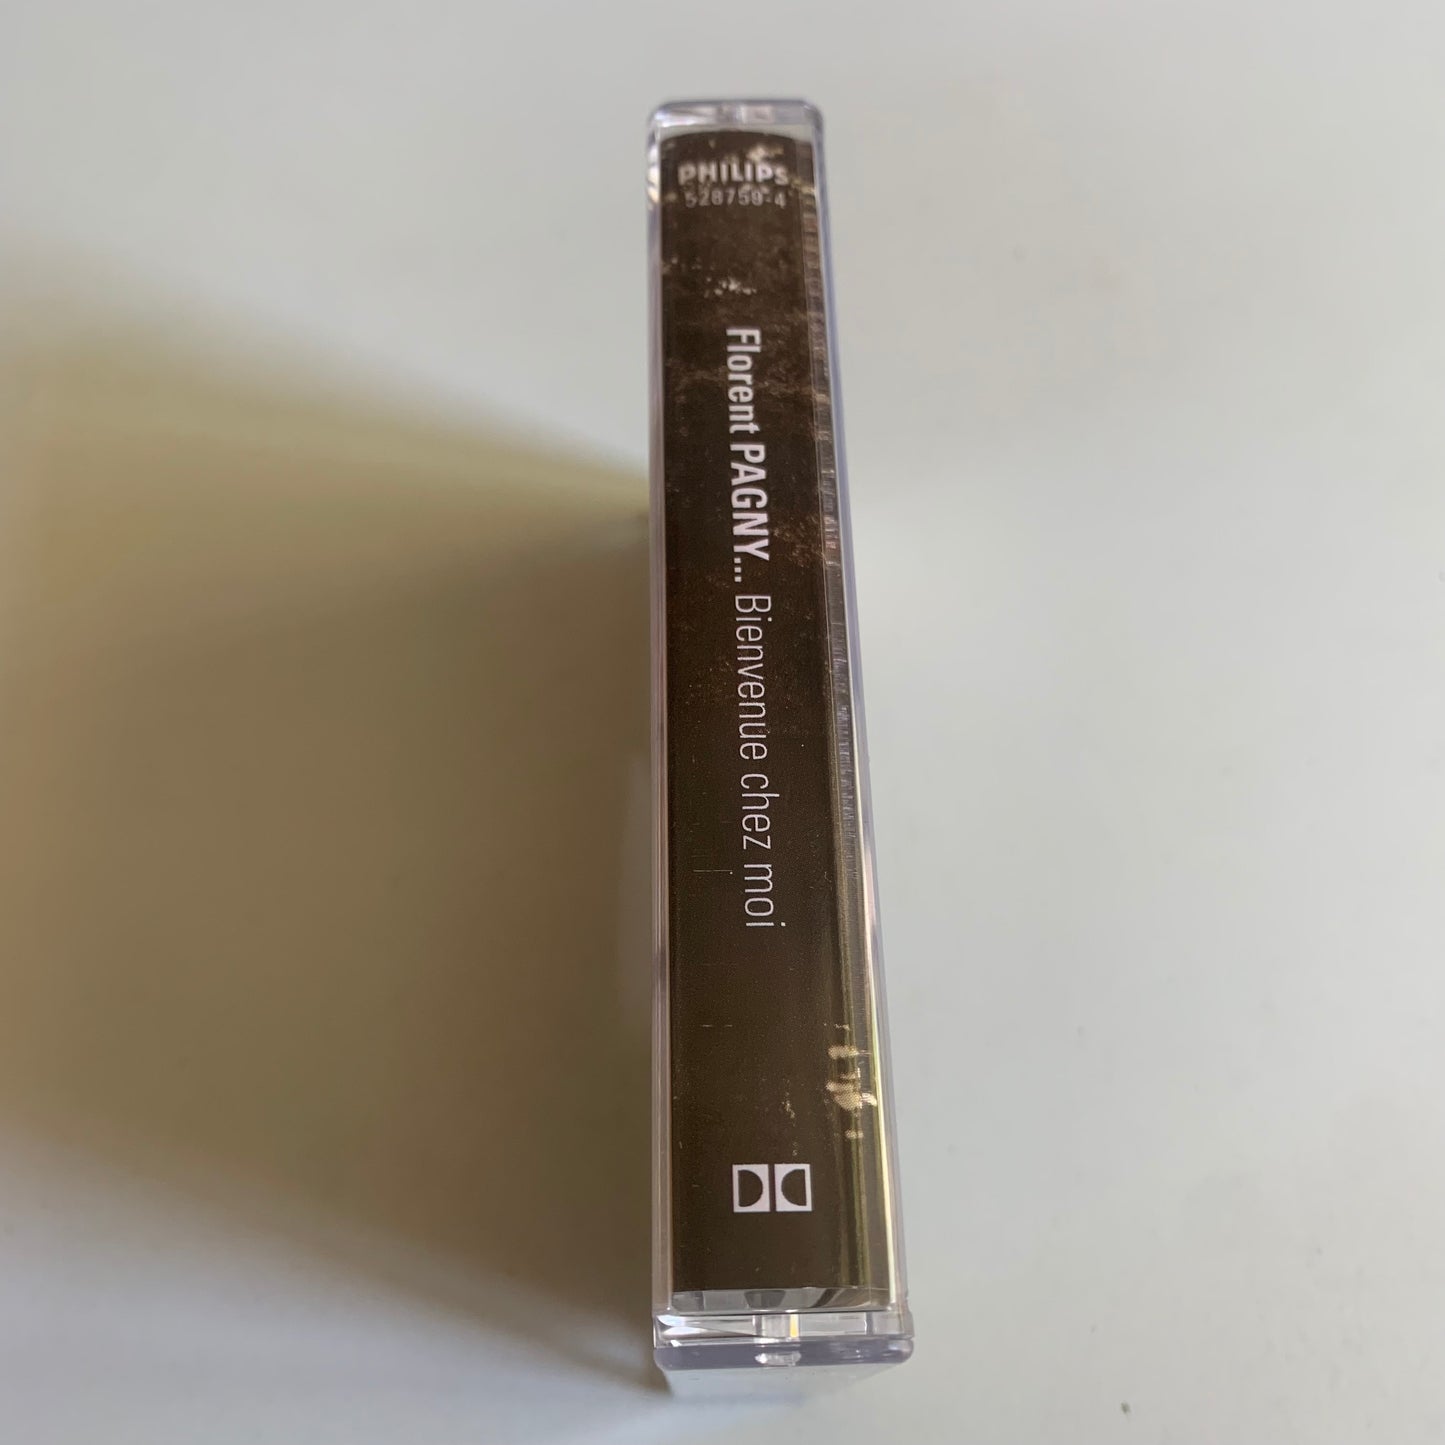 PHILIPS
528759-4
Florent PAGNY... Bienvenue chez moi